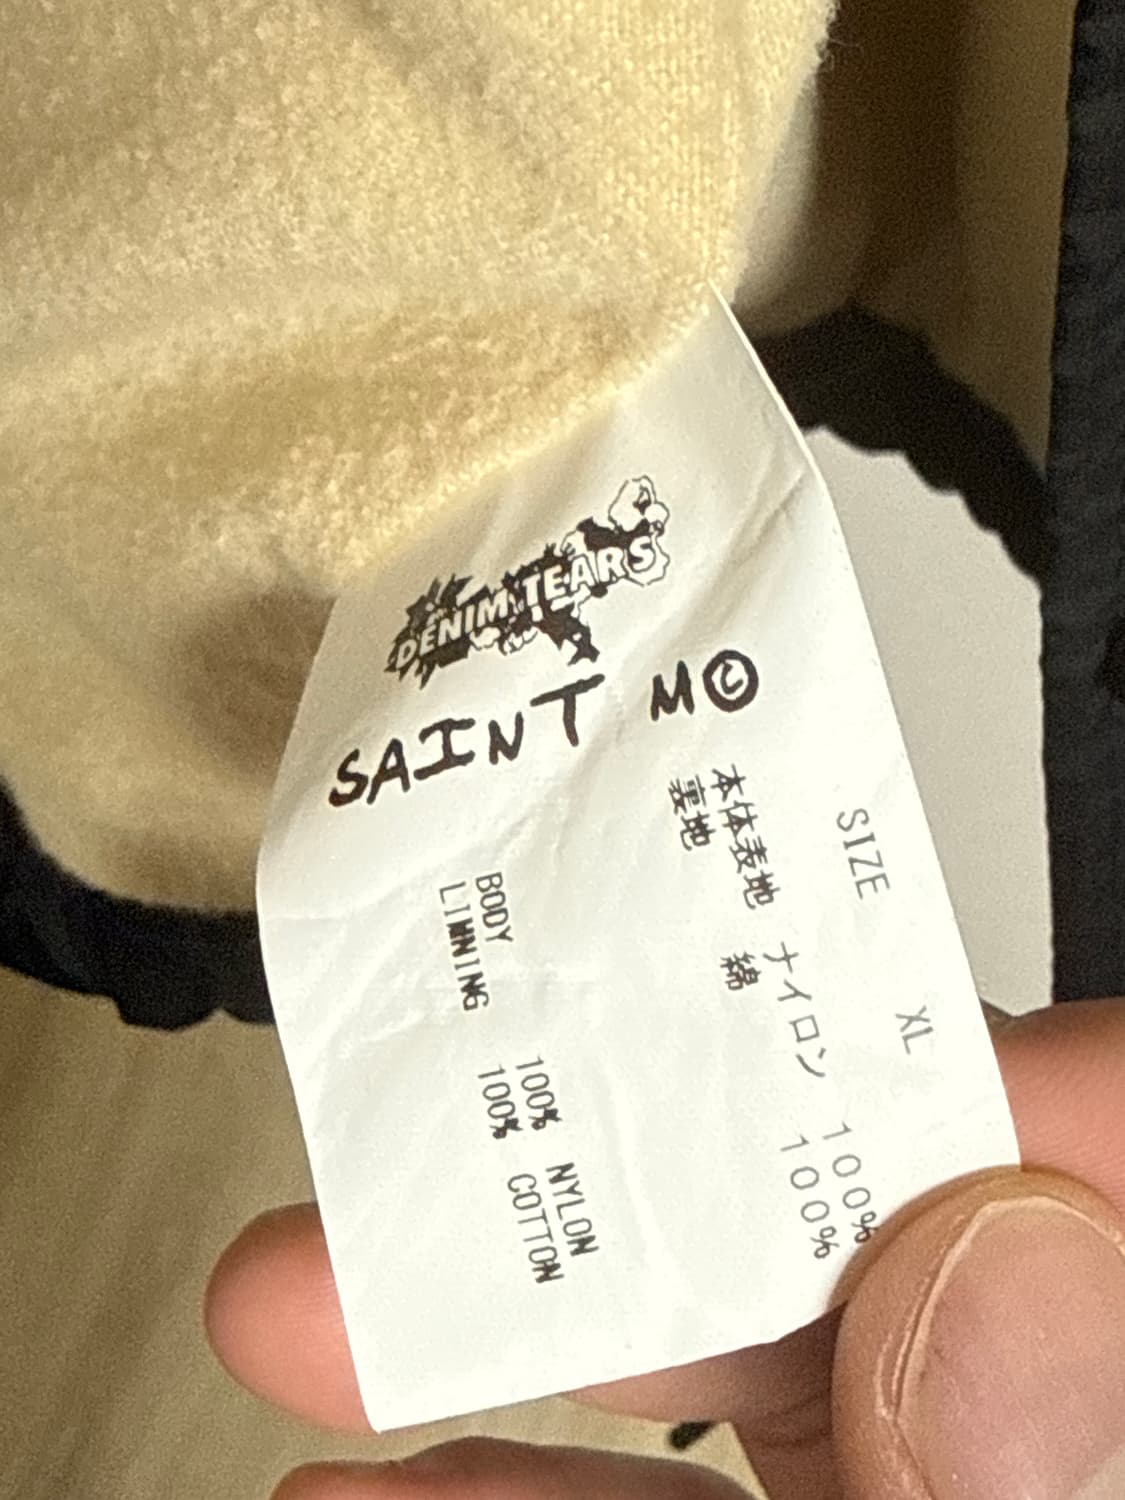 DENIM TEARS
SAINT M©
SIZE XL
本体表地 ナイロン 100%
裏地 綿 100%
BODY 100% NYLON
LINNING 100% COTTON